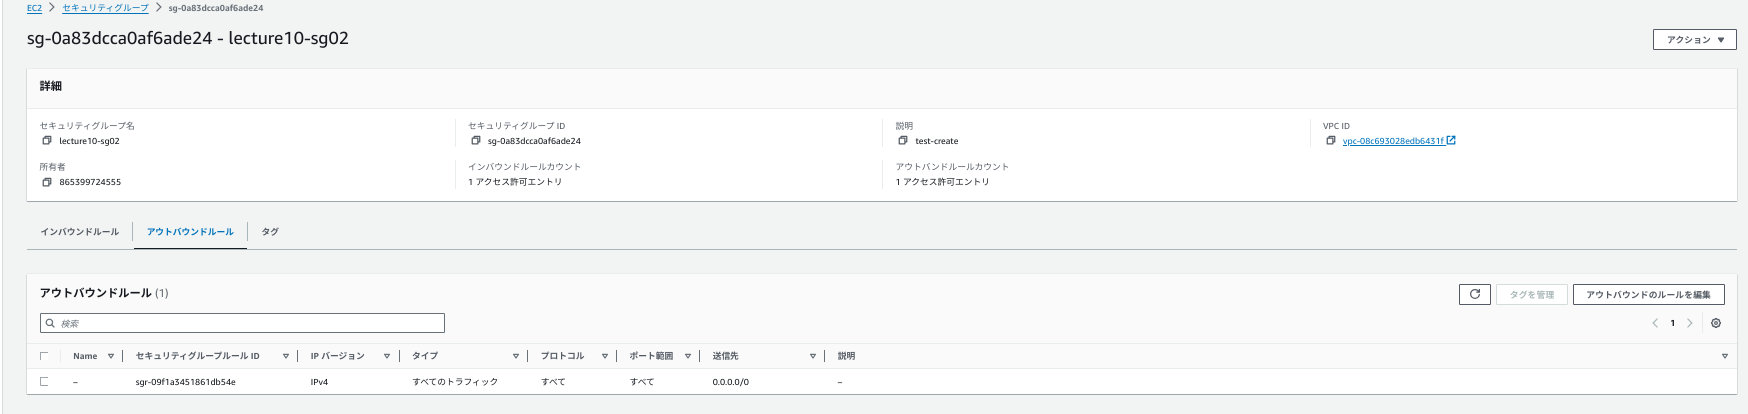 EC2 > セキュリティグループ > sg-0a83dcca0af6ade24
sg-0a83dcca0af6ade24 - lecture10-sg02
アクション ▼
詳細
セキュリティグループ名
lecture10-sg02
セキュリティグループ ID
sg-0a83dcca0af6ade24
説明
test-create
VPC ID
vpc-08c693028edb6431f
所有者
865399724555
インバウンドルールカウント
1 アクセス許可エントリ
アウトバンドルールカウント
1 アクセス許可エントリ
インバウンドルール アウトバウンドルール タグ
アウトバウンドルール (1)
タグを管理 アウトバウンドのルールを編集
検索
1
Name セキュリティグループルール ID IP バージョン タイプ プロトコル ポート範囲 送信先 説明
– sgr-09f1a3451861db54e IPv4 すべてのトラフィック すべて すべて 0.0.0.0/0 –